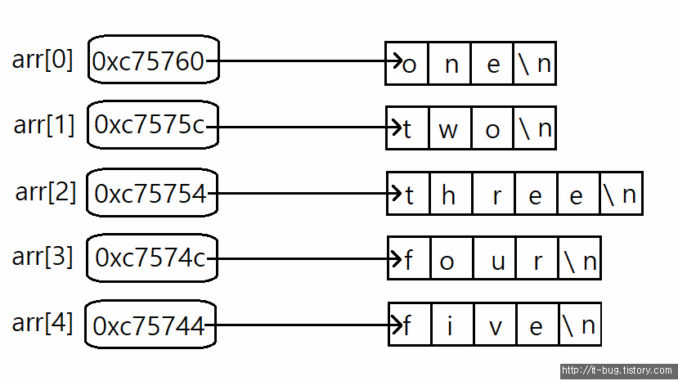 arr[0] 0xc75760 o n e \n
arr[1] 0xc7575c t w o \n
arr[2] 0xc75754 t h r e e \n
arr[3] 0xc7574c f o u r \n
arr[4] 0xc75744 f i v e \n
http://it-bug.tistory.com